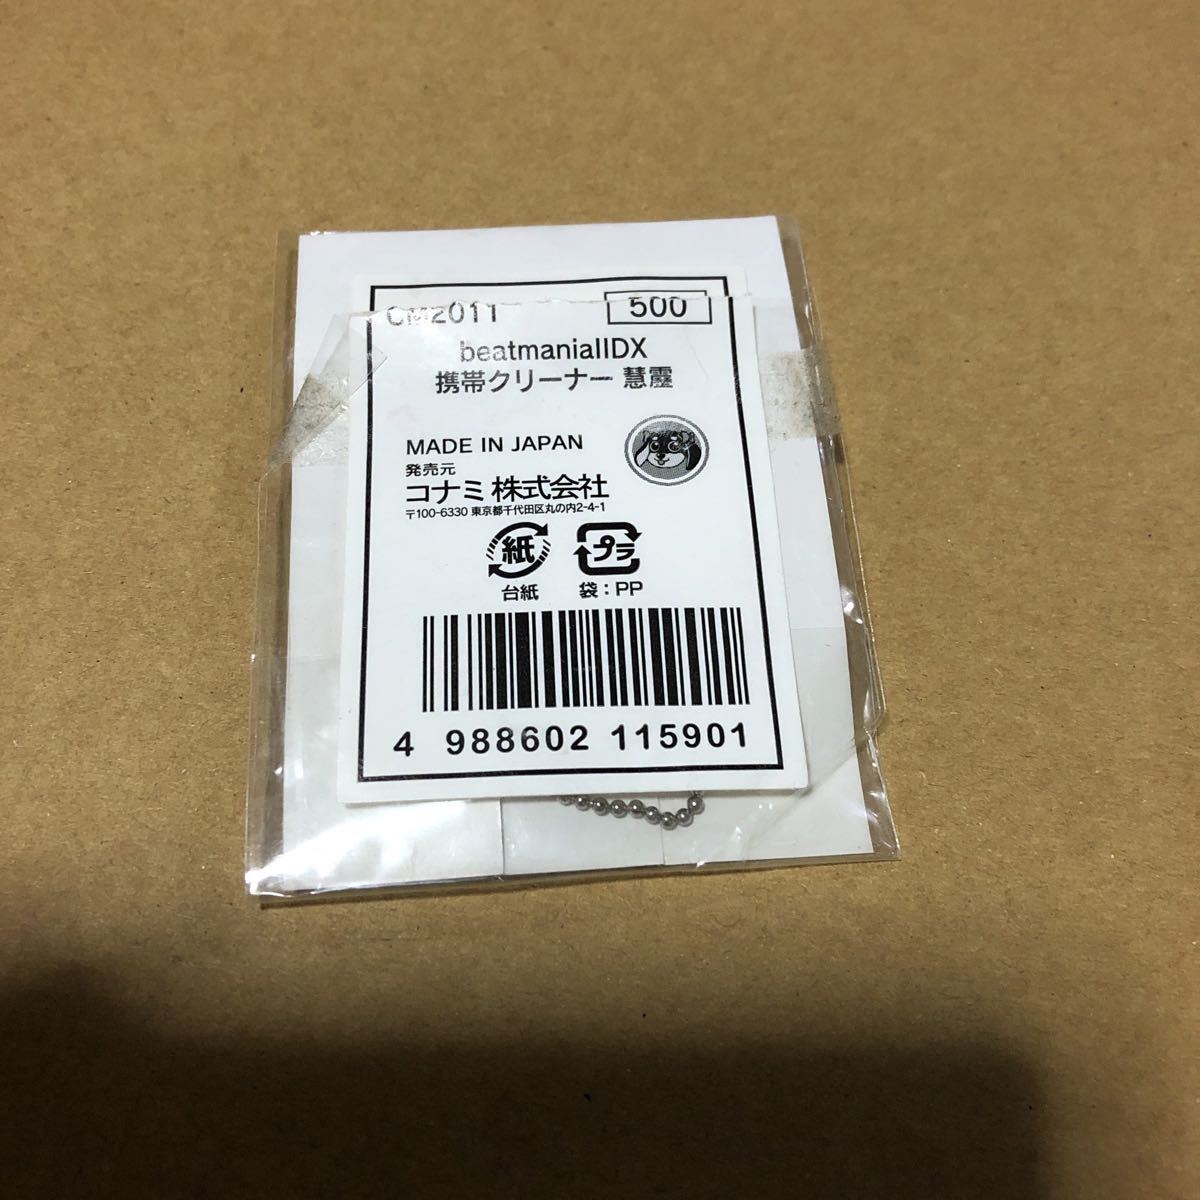 CM2011
500
beatmaniaIIDX
携帯クリーナー 慧靂
MADE IN JAPAN
発売元
コナミ 株式会社
〒100-6330 東京都千代田区丸の内2-4-1
紙
プラ
台紙
袋:PP
4 988602 115901